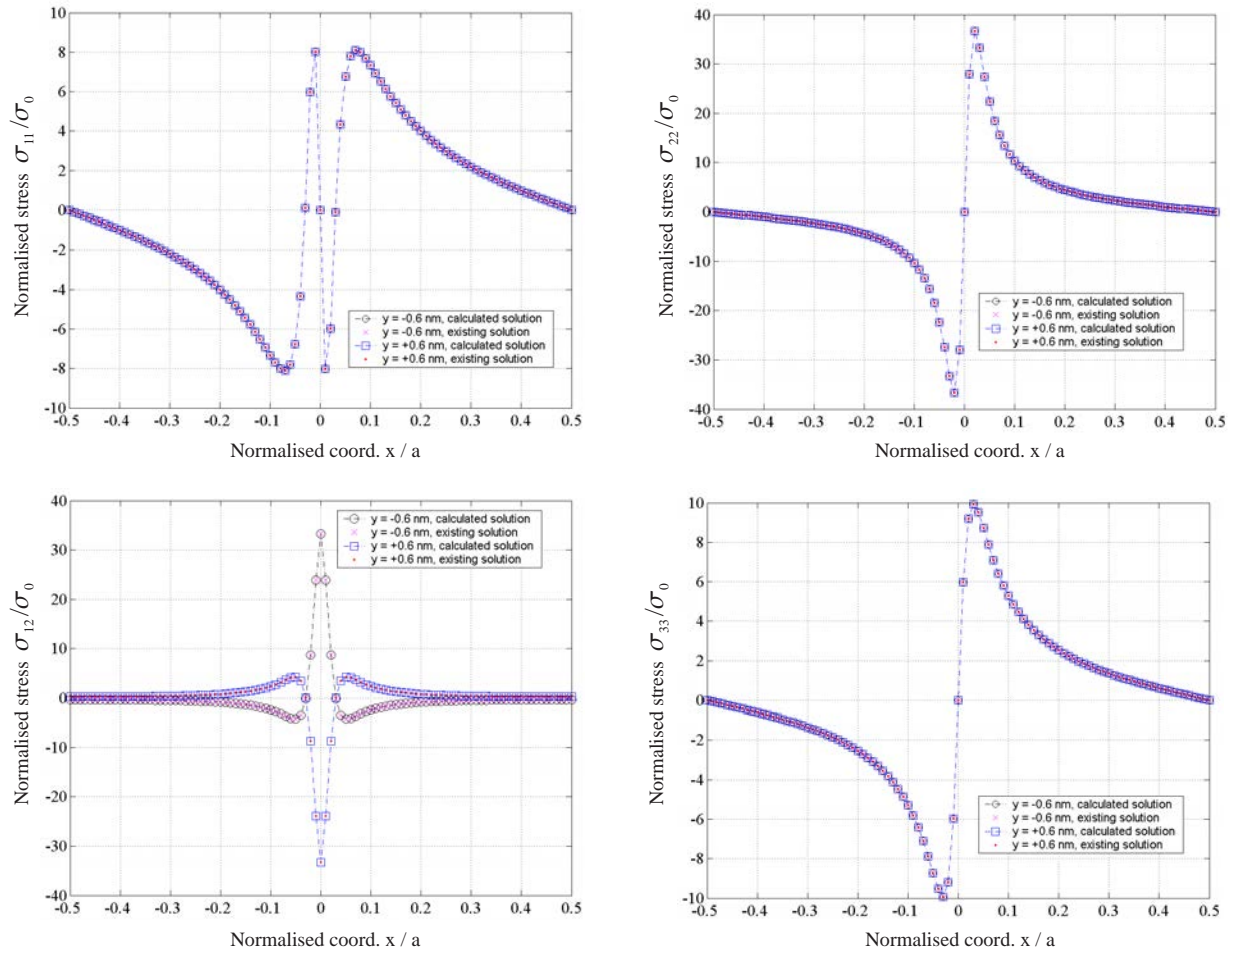 10
8
6
4
2
0
-2
-4
-6
-8
-10
Normalised stress σ11/σ0
y = -0.6 nm, calculated solution
y = -0.6 nm, existing solution
y = +0.6 nm, calculated solution
y = +0.6 nm, existing solution
-0.5 -0.4 -0.3 -0.2 -0.1 0 0.1 0.2 0.3 0.4 0.5
Normalised coord. x / a
40
30
20
10
0
-10
-20
-30
-40
Normalised stress σ22/σ0
y = -0.6 nm, calculated solution
y = -0.6 nm, existing solution
y = +0.6 nm, calculated solution
y = +0.6 nm, existing solution
-0.5 -0.4 -0.3 -0.2 -0.1 0 0.1 0.2 0.3 0.4 0.5
Normalised coord. x / a
40
30
20
10
0
-10
-20
-30
-40
Normalised stress σ12/σ0
y = -0.6 nm, calculated solution
y = -0.6 nm, existing solution
y = +0.6 nm, calculated solution
y = +0.6 nm, existing solution
-0.5 -0.4 -0.3 -0.2 -0.1 0 0.1 0.2 0.3 0.4 0.5
Normalised coord. x / a
10
8
6
4
2
0
-2
-4
-6
-8
-10
Normalised stress σ33/σ0
y = -0.6 nm, calculated solution
y = -0.6 nm, existing solution
y = +0.6 nm, calculated solution
y = +0.6 nm, existing solution
-0.5 -0.4 -0.3 -0.2 -0.1 0 0.1 0.2 0.3 0.4 0.5
Normalised coord. x / a